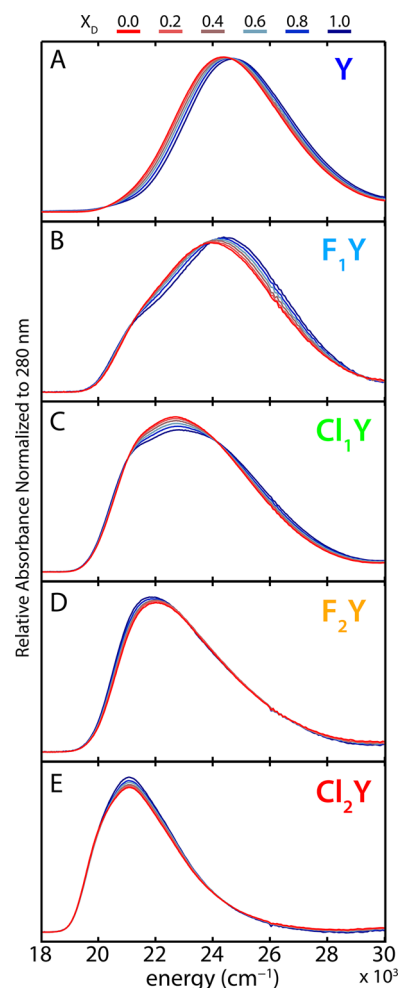 X_D 0.0 0.2 0.4 0.6 0.8 1.0
A Y
B F₁Y
C Cl₁Y
D F₂Y
E Cl₂Y
Relative Absorbance Normalized to 280 nm
18 20 22 24 26 28 30
energy (cm⁻¹) x 10³